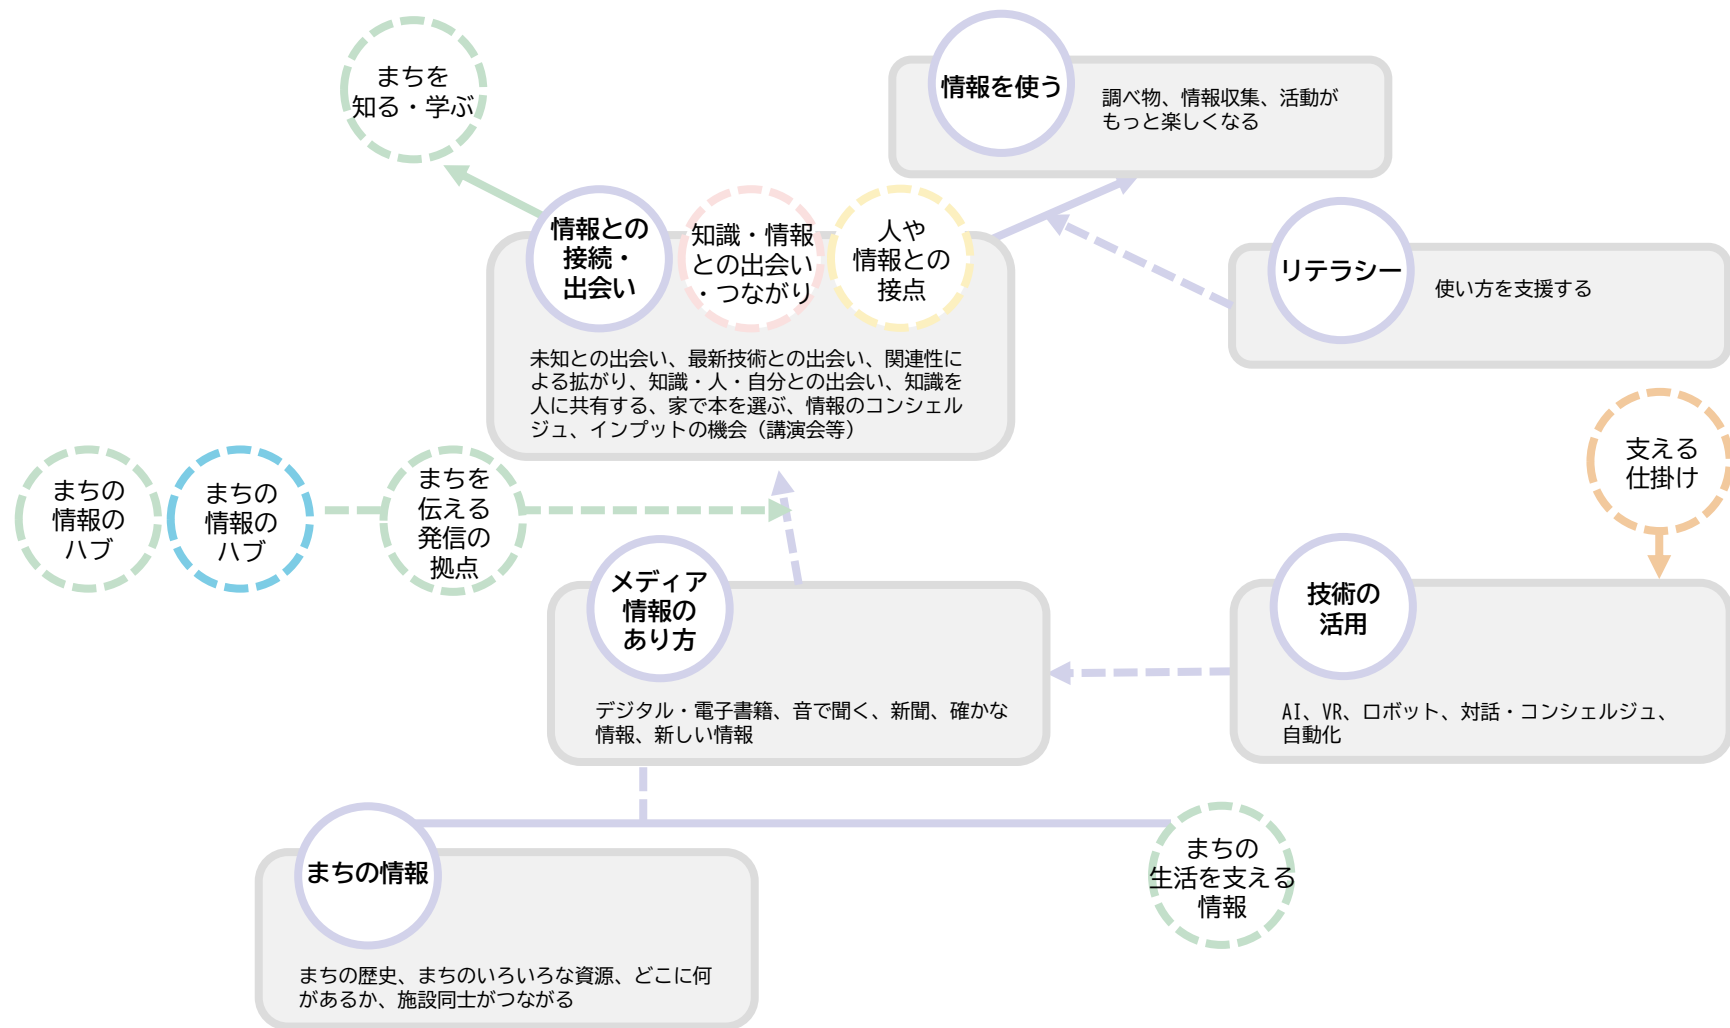 まちを
知る・学ぶ
情報を使う
調べ物、情報収集、活動が
もっと楽しくなる
情報との
接続・
出会い
知識・情報
との出会い
・つながり
人や
情報との
接点
未知との出会い、最新技術との出会い、関連性に
よる拡がり、知識・人・自分との出会い、知識を
人に共有する、家で本を選ぶ、情報のコンシェル
ジュ、インプットの機会（講演会等）
リテラシー
使い方を支援する
支える
仕掛け
まちの
情報の
ハブ
まちの
情報の
ハブ
まちを
伝える
発信の
拠点
メディア
情報の
あり方
デジタル・電子書籍、音で聞く、新聞、確かな
情報、新しい情報
技術の
活用
AI、VR、ロボット、対話・コンシェルジュ、
自動化
まちの情報
まちの歴史、まちのいろいろな資源、どこに何
があるか、施設同士がつながる
まちの
生活を支える
情報